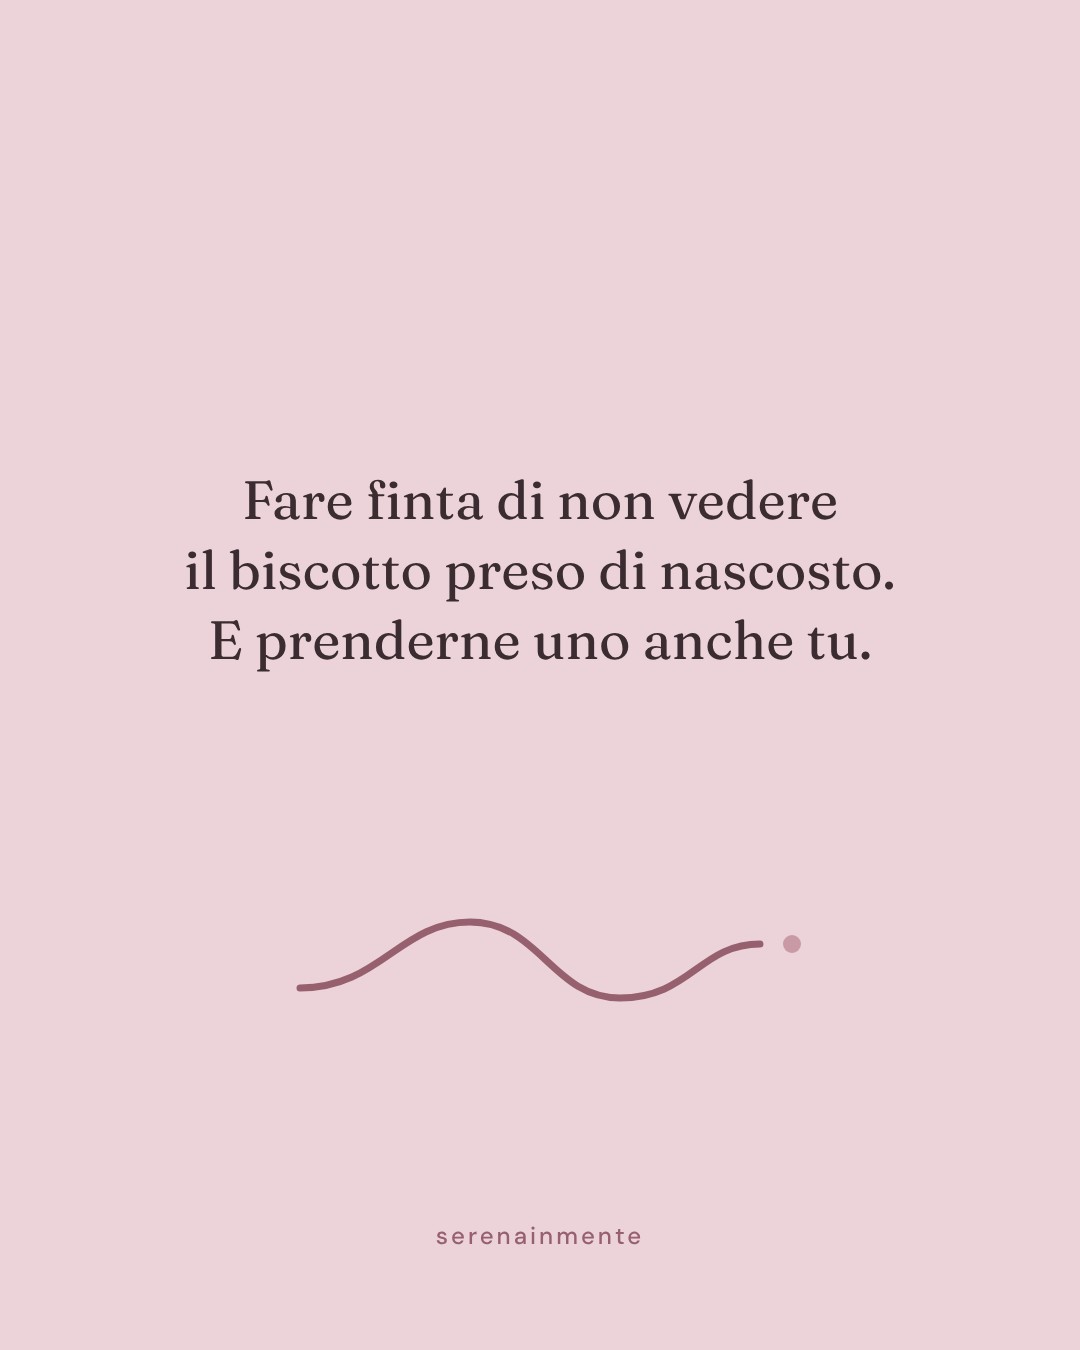 Fare finta di non vedere
il biscotto preso di nascosto.
E prenderne uno anche tu.
serenainmente